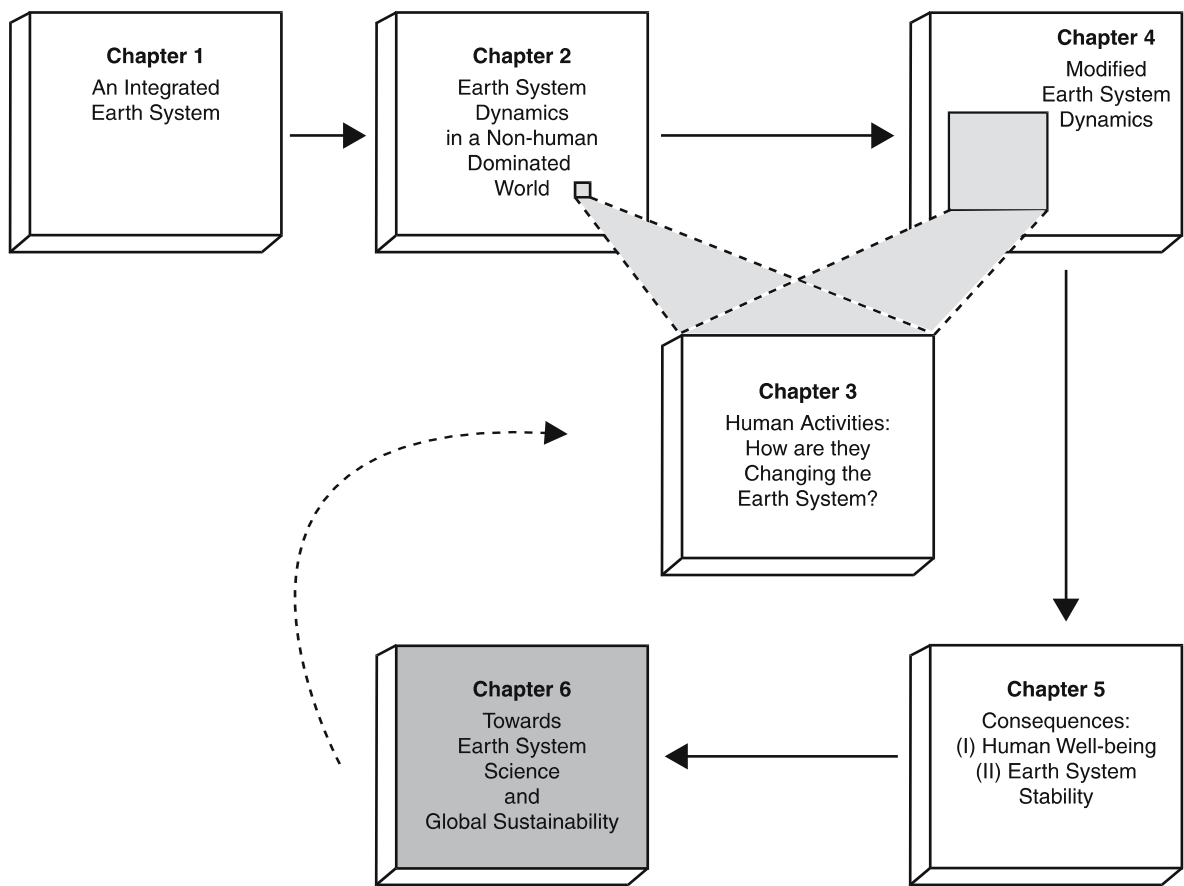 Chapter 1
An Integrated
Earth System
Chapter 2
Earth System
Dynamics
in a Non-human
Dominated
World
Chapter 4
Modified
Earth System
Dynamics
Chapter 3
Human Activities:
How are they
Changing the
Earth System?
Chapter 6
Towards
Earth System
Science
and
Global Sustainability
Chapter 5
Consequences:
(I) Human Well-being
(II) Earth System
Stability